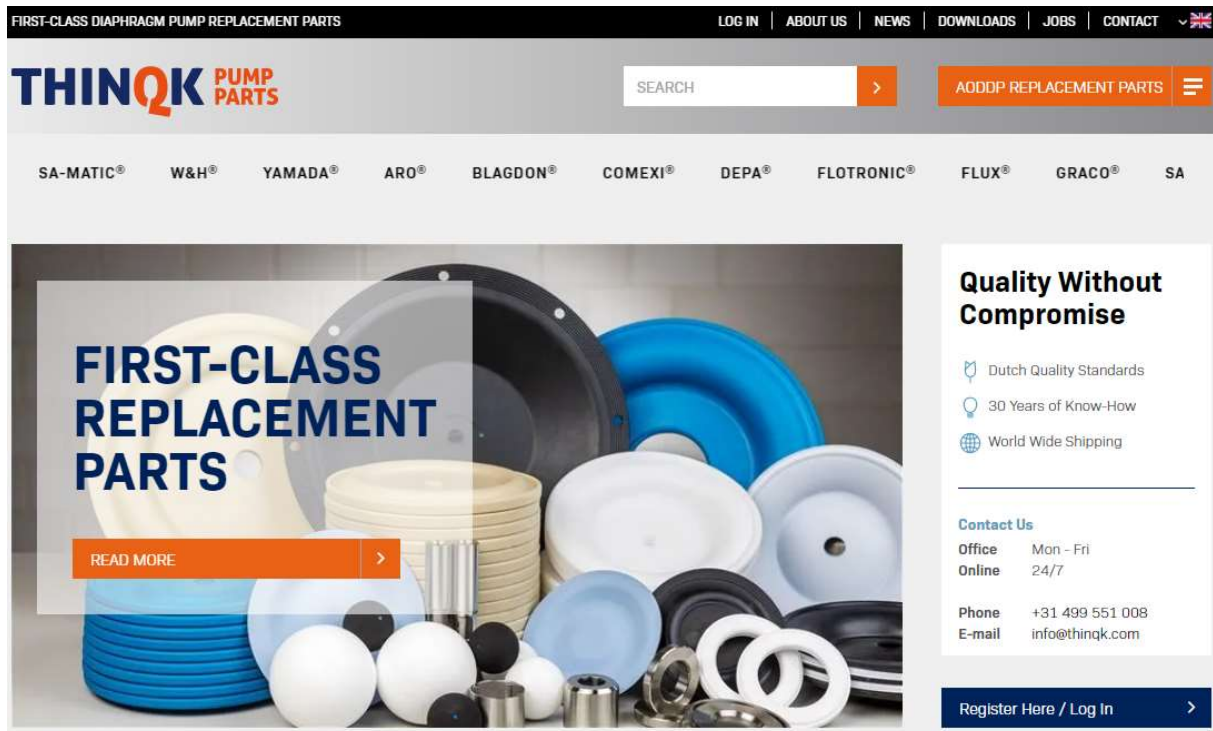 FIRST-CLASS DIAPHRAGM PUMP REPLACEMENT PARTS
LOG IN | ABOUT US | NEWS | DOWNLOADS | JOBS | CONTACT
THINQK PUMP PARTS
SEARCH
AODDP REPLACEMENT PARTS
SA-MATIC® W&H® YAMADA® ARO® BLAGDON® COMEXI® DEPA® FLOTRONIC® FLUX® GRACO® SA
FIRST-CLASS
REPLACEMENT
PARTS
READ MORE
Quality Without
Compromise
Dutch Quality Standards
30 Years of Know-How
World Wide Shipping
Contact Us
Office Mon - Fri
Online 24/7
Phone +31 499 551 008
E-mail info@thinqk.com
Register Here / Log In